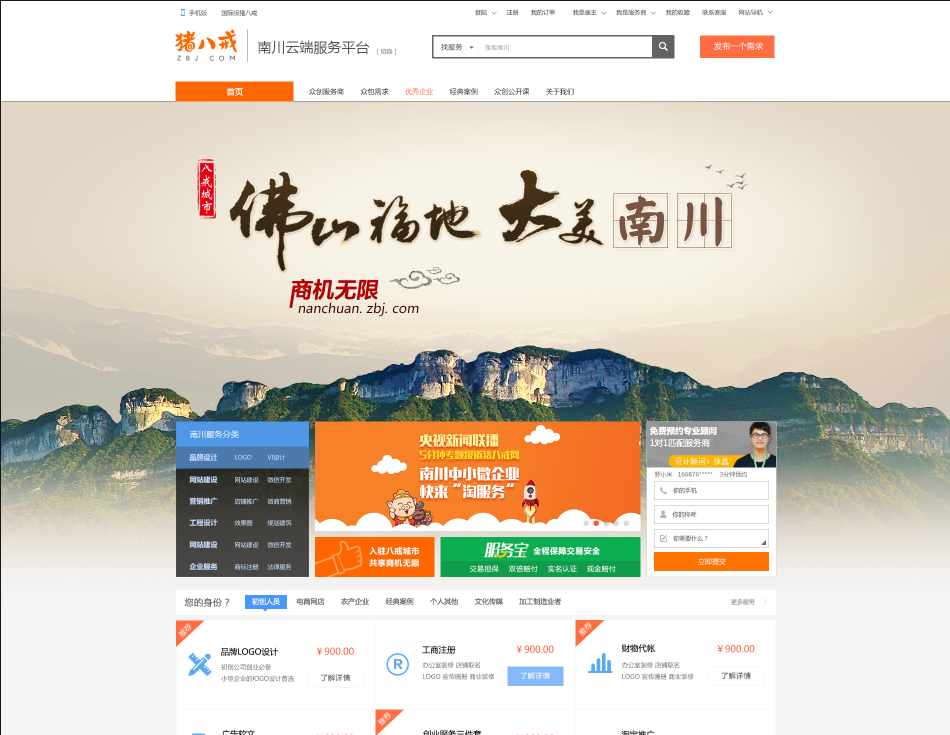 手机版 国际版猪八戒
登陆 注册 我的订单 我是雇主 我是服务商 我的收藏 联系客服 网站导航
猪八戒
ZBJ COM
南川云端服务平台 [切换]
找服务 搜索南川
发布一个需求
首页 众创服务商 众包需求 优秀企业 经典案例 众创公开课 关于我们
八戒城市
佛山福地 大美南川
商机无限
nanchuan. zbj. com
南川服务分类
品牌设计 LOGO VI设计
网站建设 网站建设 微信开发
营销推广 店铺推广 微商营销
工程设计 效果图 规划建筑
网站建设 网站建设 微信开发
企业服务 商标注册 法律服务
央视新闻联播
5分钟专题报道猪八戒网
南川中小微企业
快来“淘服务”
入驻八戒城市
共享商机无限
服务宝 全程保障交易安全
交易担保 双倍赔付 实名认证 现金赔付
免费预约专业顾问
1对1匹配服务商
设计顾问：张鑫
罗小米 166876***** 3分钟预约
你的手机
你的称呼
你需要什么？
立即提交
您的身份？ 初创人员 电商网店 农产企业 经典案例 个人其他 文化传媒 加工制造业者 更多服务
推荐
品牌LOGO设计 ¥ 900.00
初创公司创业必备
小型企业的lOGO设计首选
了解详情
工商注册 ¥ 900.00
办公室装修 店铺取名
LOGO 宣传画册 商业装修
了解详情
推荐
财物代帐 ¥ 900.00
办公室装修 店铺取名
LOGO 宣传画册 商业装修
了解详情
推荐